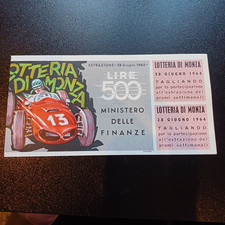 LOTTERIA
DI MONZA
13
ESTRAZIONE: 28 Giugno 1964
LIRE
500
MINISTERO
DELLE
FINANZE
LOTTERIA DI MONZA
28 GIUGNO 1964
TAGLIANDO
per la partecipazione
all'estrazione dei
premi settimanali
LOTTERIA DI MONZA
28 GIUGNO 1964
TAGLIANDO
per la partecipazione
all'estrazione dei
premi settimanali